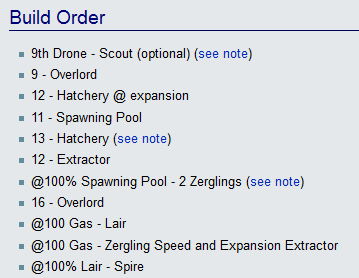 Build Order
9th Drone - Scout (optional) (see note)
9 - Overlord
12 - Hatchery @ expansion
11 - Spawning Pool
13 - Hatchery (see note)
12 - Extractor
@100% Spawning Pool - 2 Zerglings (see note)
16 - Overlord
@100 Gas - Lair
@100 Gas - Zergling Speed and Expansion Extractor
@100% Lair - Spire